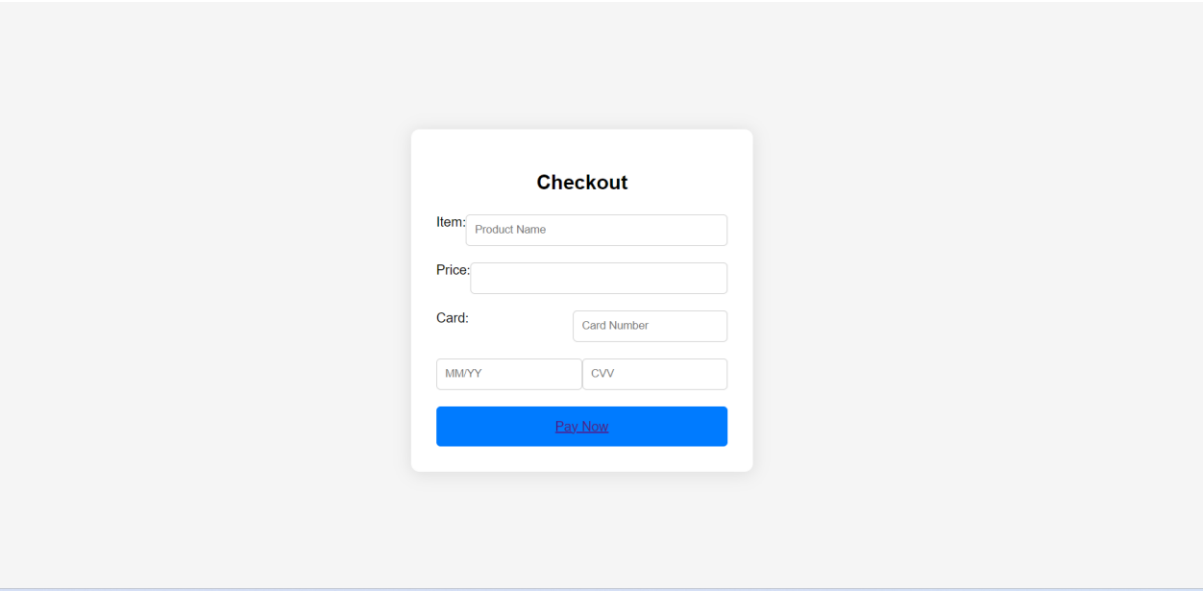 Checkout
Item: Product Name
Price:
Card: Card Number
MM/YY CVV
Pay Now